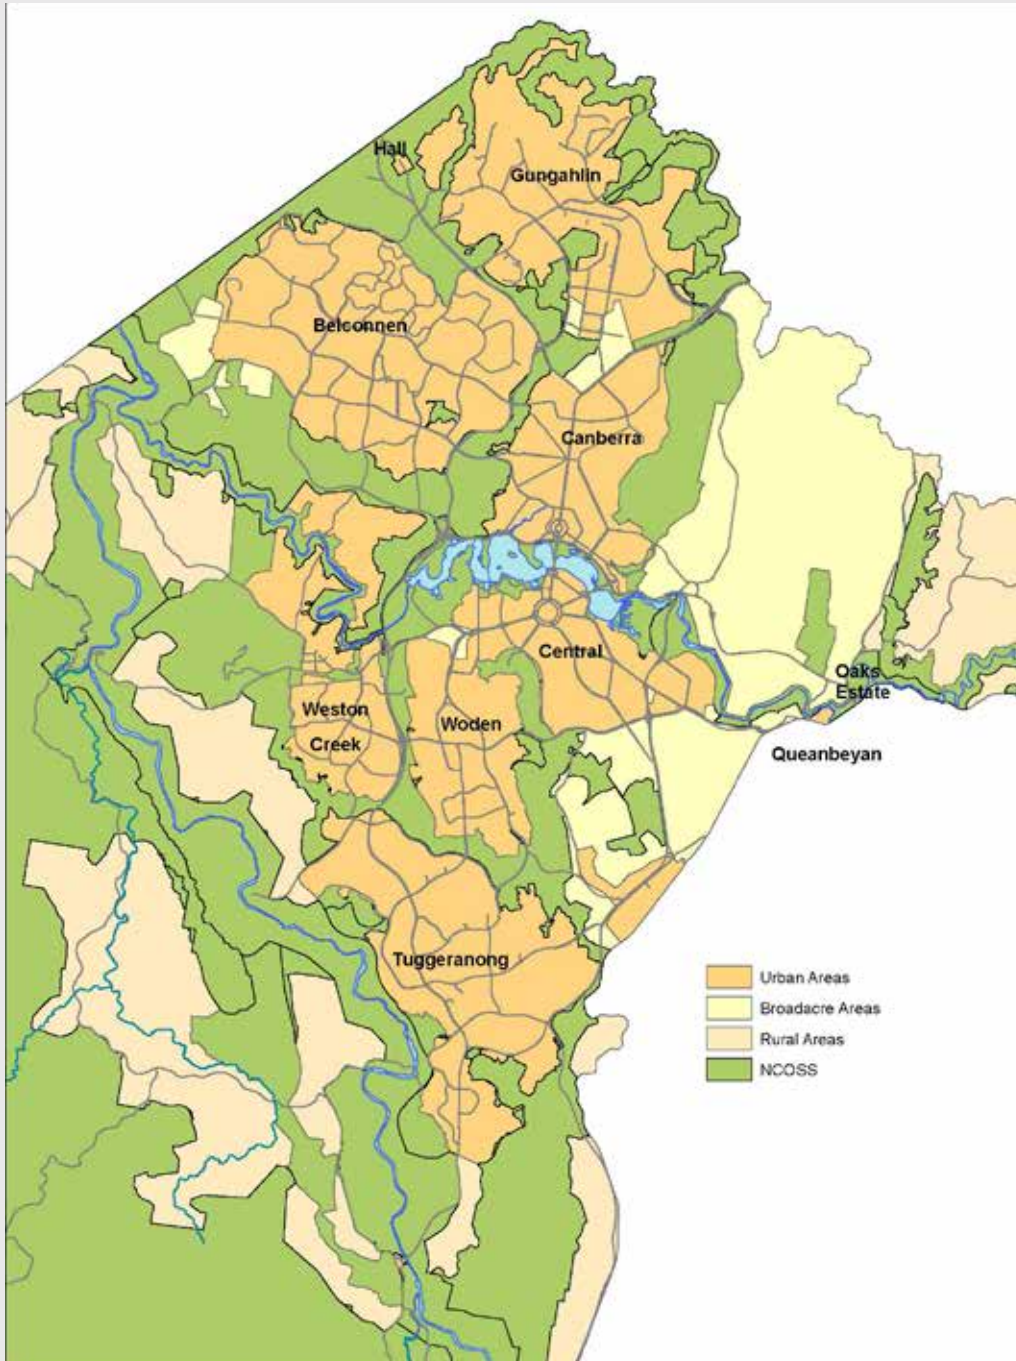 Hall
Gungahlin
Belconnen
Canberra
Central
Oaks
Estate
Weston
Creek
Woden
Queanbeyan
Tuggeranong
Urban Areas
Broadacre Areas
Rural Areas
NCOSS